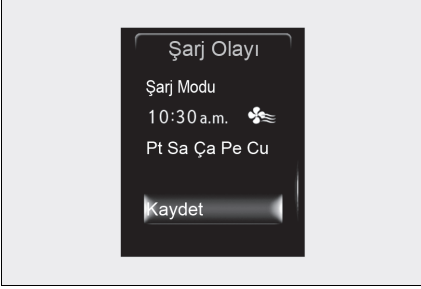 Şarj Olayı
Şarj Modu
10:30 a.m.
Pt Sa Ça Pe Cu
Kaydet